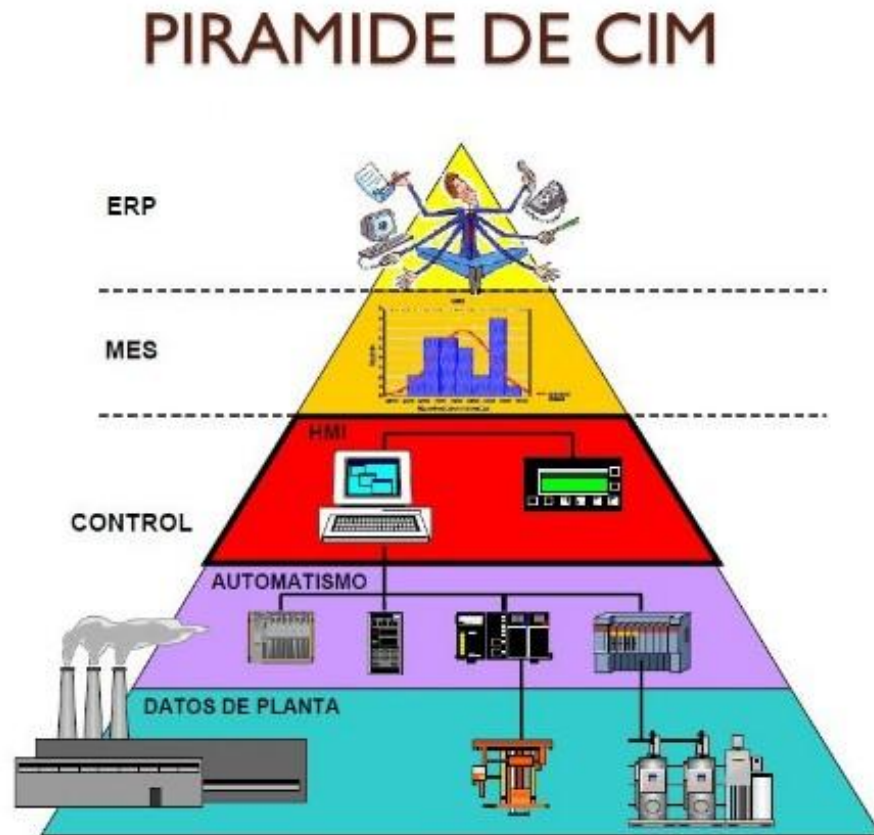 PIRAMIDE DE CIM
ERP
MES
HMI
CONTROL
AUTOMATISMO
DATOS DE PLANTA